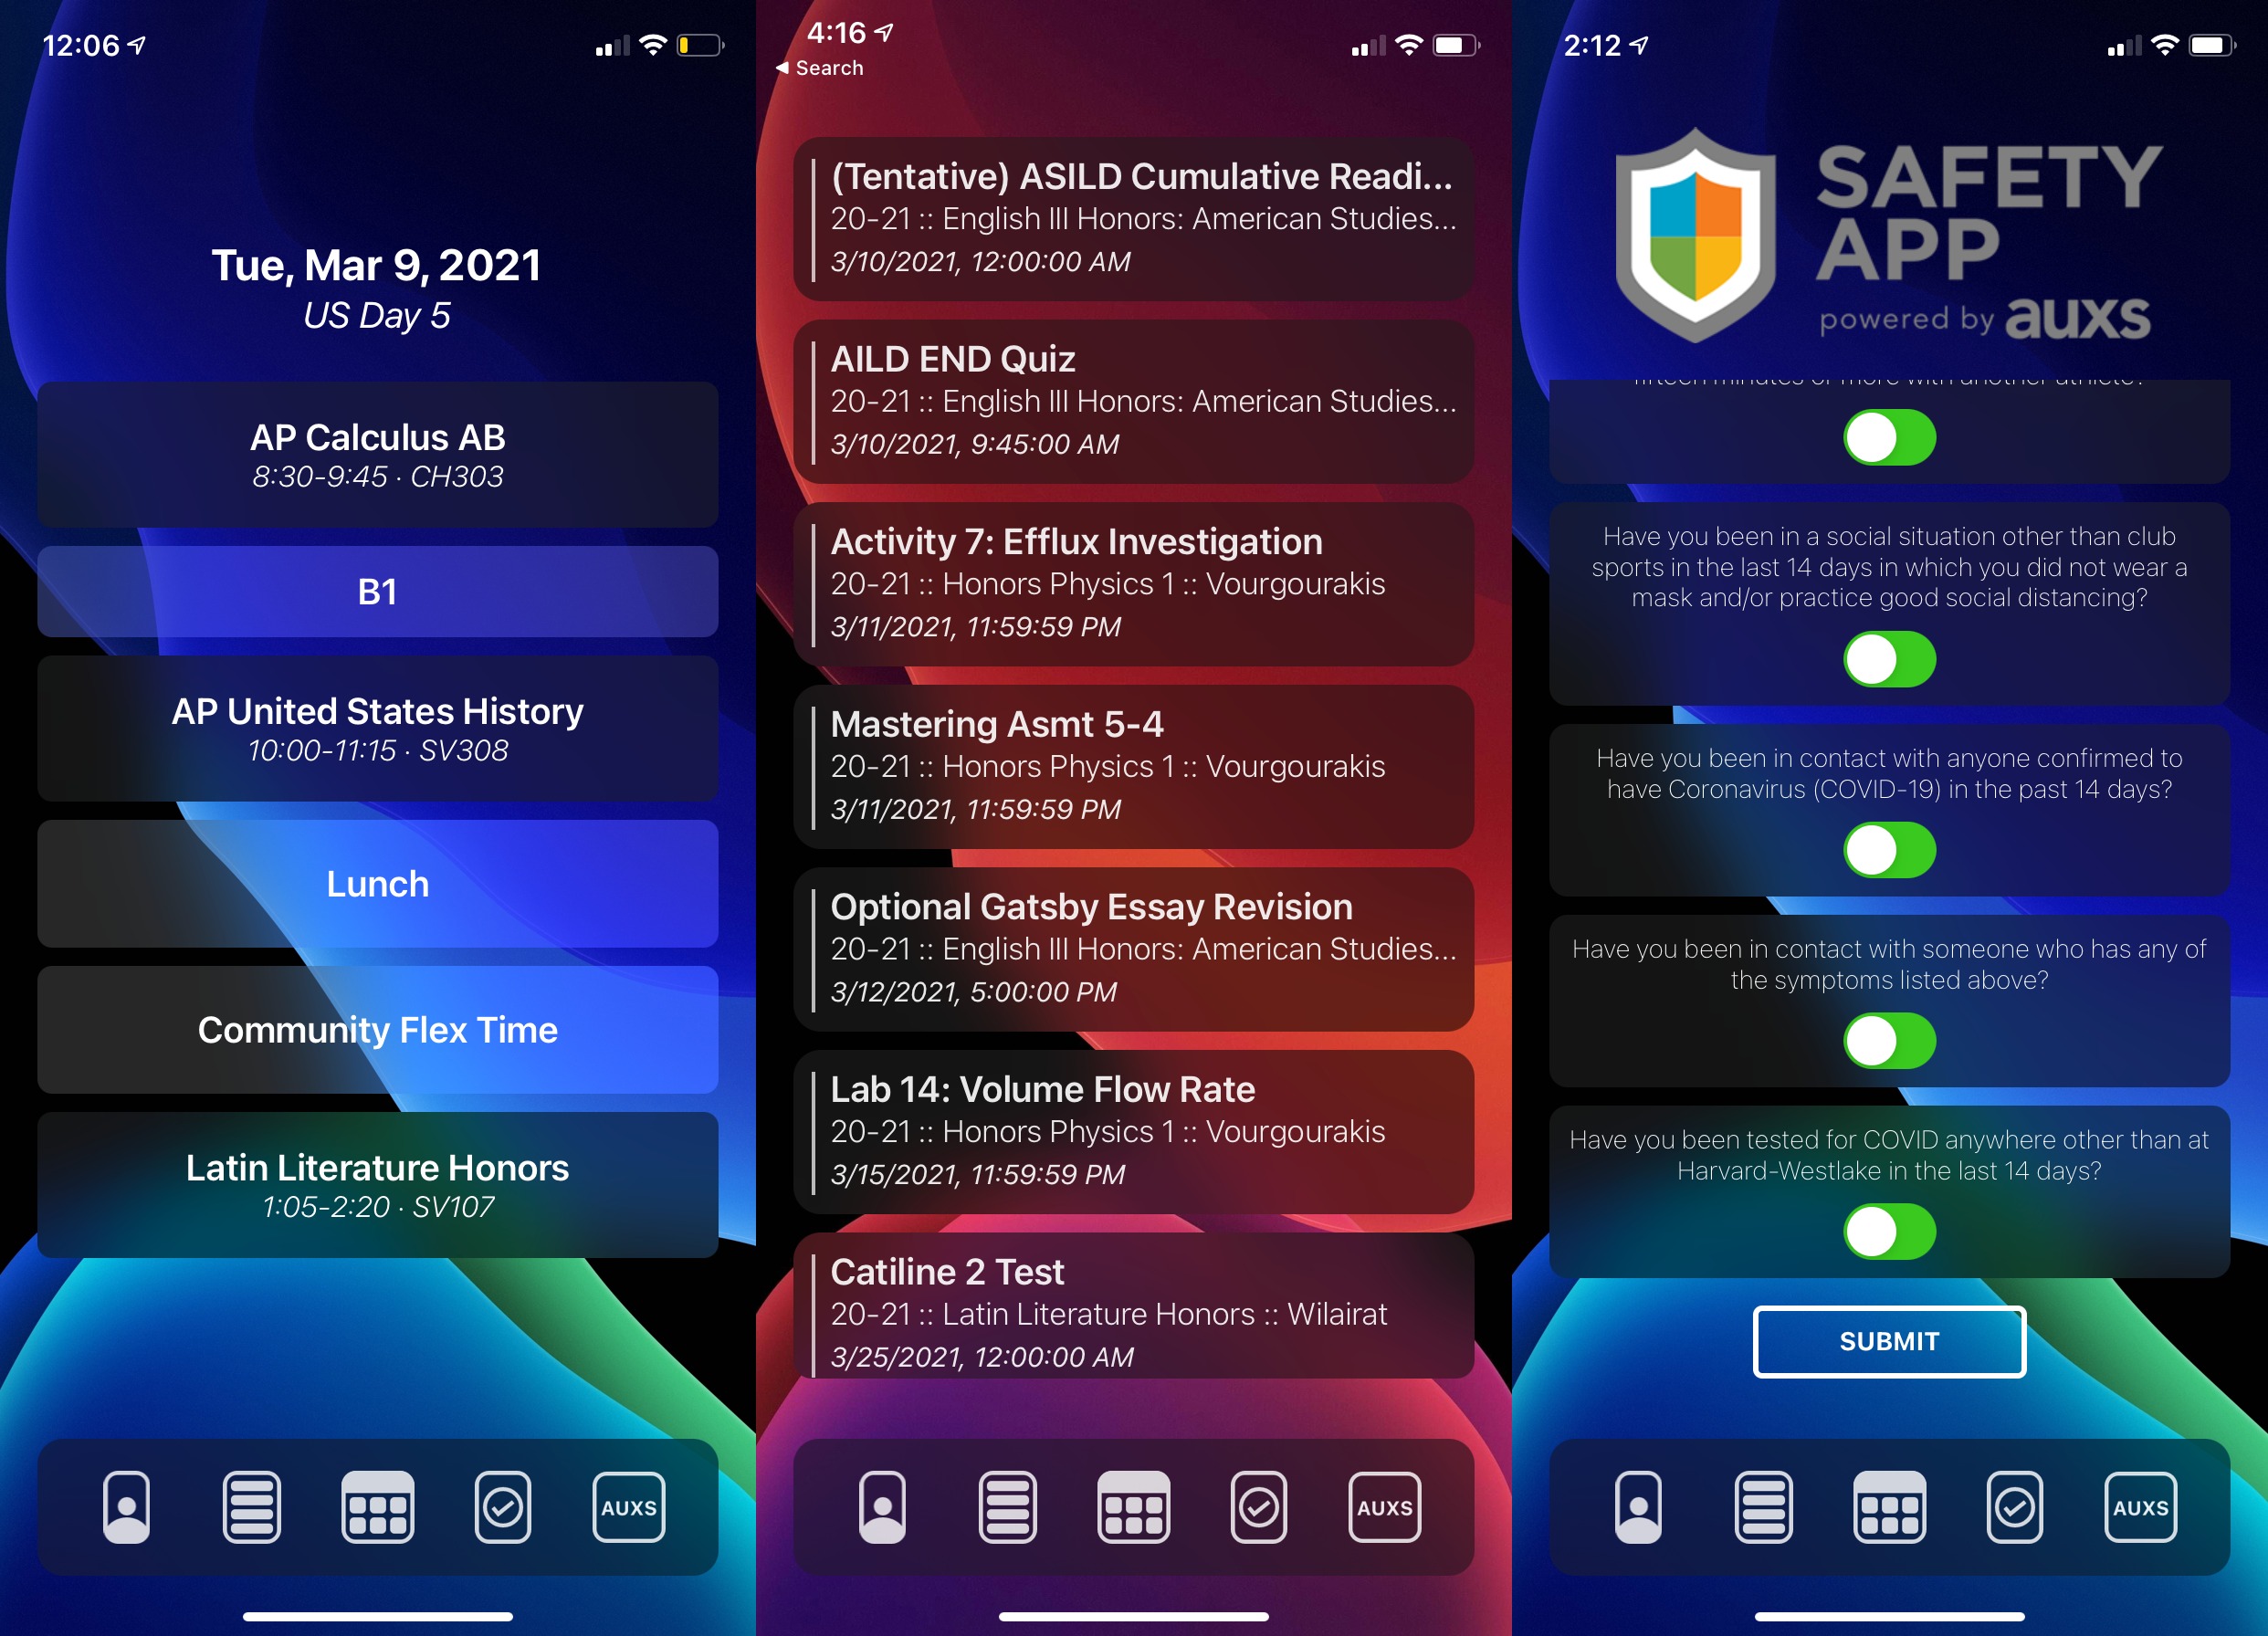 12:06
Tue, Mar 9, 2021
US Day 5
AP Calculus AB
8:30-9:45 · CH303
B1
AP United States History
10:00-11:15 · SV308
Lunch
Community Flex Time
Latin Literature Honors
1:05-2:20 · SV107
AUXS
4:16
Search
(Tentative) ASILD Cumulative Readi...
20-21 :: English III Honors: American Studies...
3/10/2021, 12:00:00 AM
AILD END Quiz
20-21 :: English III Honors: American Studies...
3/10/2021, 9:45:00 AM
Activity 7: Efflux Investigation
20-21 :: Honors Physics 1 :: Vourgourakis
3/11/2021, 11:59:59 PM
Mastering Asmt 5-4
20-21 :: Honors Physics 1 :: Vourgourakis
3/11/2021, 11:59:59 PM
Optional Gatsby Essay Revision
20-21 :: English III Honors: American Studies...
3/12/2021, 5:00:00 PM
Lab 14: Volume Flow Rate
20-21 :: Honors Physics 1 :: Vourgourakis
3/15/2021, 11:59:59 PM
Catiline 2 Test
20-21 :: Latin Literature Honors :: Wilairat
3/25/2021, 12:00:00 AM
AUXS
2:12
SAFETY
APP
powered by auxs
fifteen minutes or more with another athlete?
Have you been in a social situation other than club
sports in the last 14 days in which you did not wear a
mask and/or practice good social distancing?
Have you been in contact with anyone confirmed to
have Coronavirus (COVID-19) in the past 14 days?
Have you been in contact with someone who has any of
the symptoms listed above?
Have you been tested for COVID anywhere other than at
Harvard-Westlake in the last 14 days?
SUBMIT
AUXS